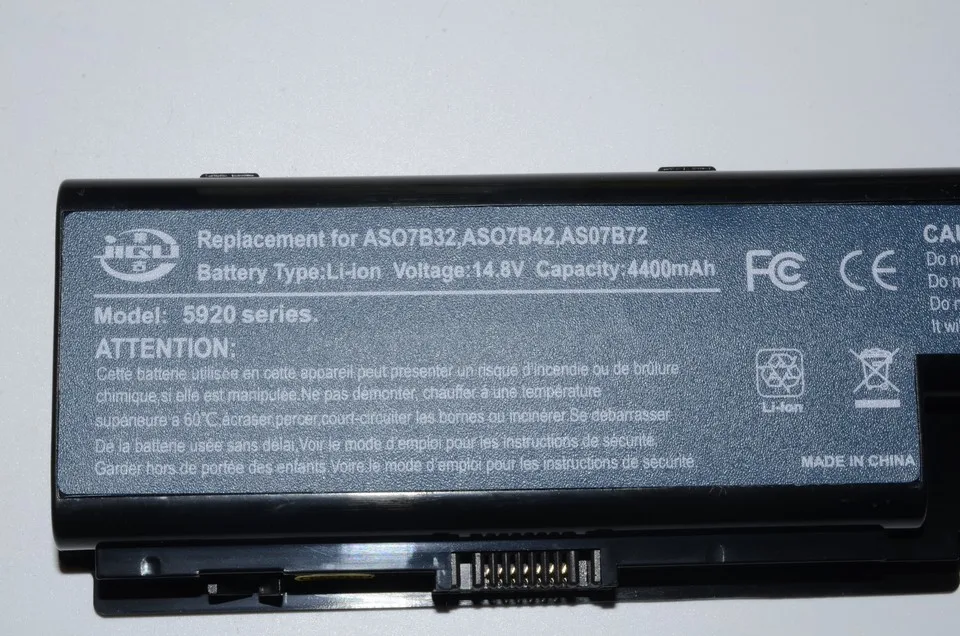 JIGU
Replacement for ASO7B32,ASO7B42,AS07B72
Battery Type:Li-ion Voltage:14.8V Capacity:4400mAh
Model: 5920 series.
ATTENTION:
Cette batterie utilisée en cette appareil peut presenter un risque d'incendie ou de brûlure
chimique,si elle est manipulée.Ne pas démonter, chauffer à une température
supérieure a 60℃,écraser,percer,court-circuiter les bornes ou incinérer.Se debarrasser
De la batterie usée sans délai,Voir le mode d'emploi pour les instructions de sécurité.
Garder hors de portée des enfants.Voire le mode d'emploi pour les instructions de sécurité.
FC CE
Li-Ion
MADE IN CHINA
Do no
Do n
Do n
It wi